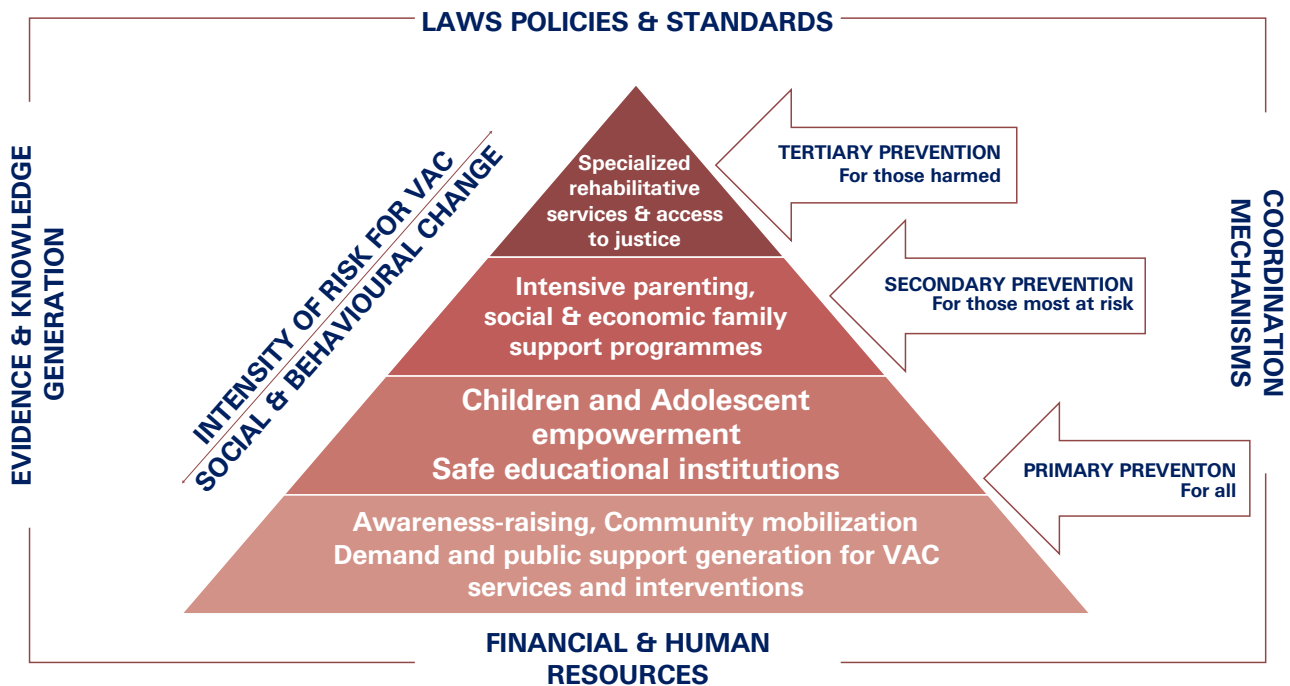 LAWS POLICIES & STANDARDS
EVIDENCE & KNOWLEDGE
GENERATION
INTENSITY OF RISK FOR VAC
SOCIAL & BEHAVIOURAL CHANGE
Specialized
rehabilitative
services & access
to justice
TERTIARY PREVENTION
For those harmed
Intensive parenting,
social & economic family
support programmes
SECONDARY PREVENTION
For those most at risk
Children and Adolescent
empowerment
Safe educational institutions
PRIMARY PREVENTON
For all
Awareness-raising, Community mobilization
Demand and public support generation for VAC
services and interventions
COORDINATION
MECHANISMS
FINANCIAL & HUMAN
RESOURCES